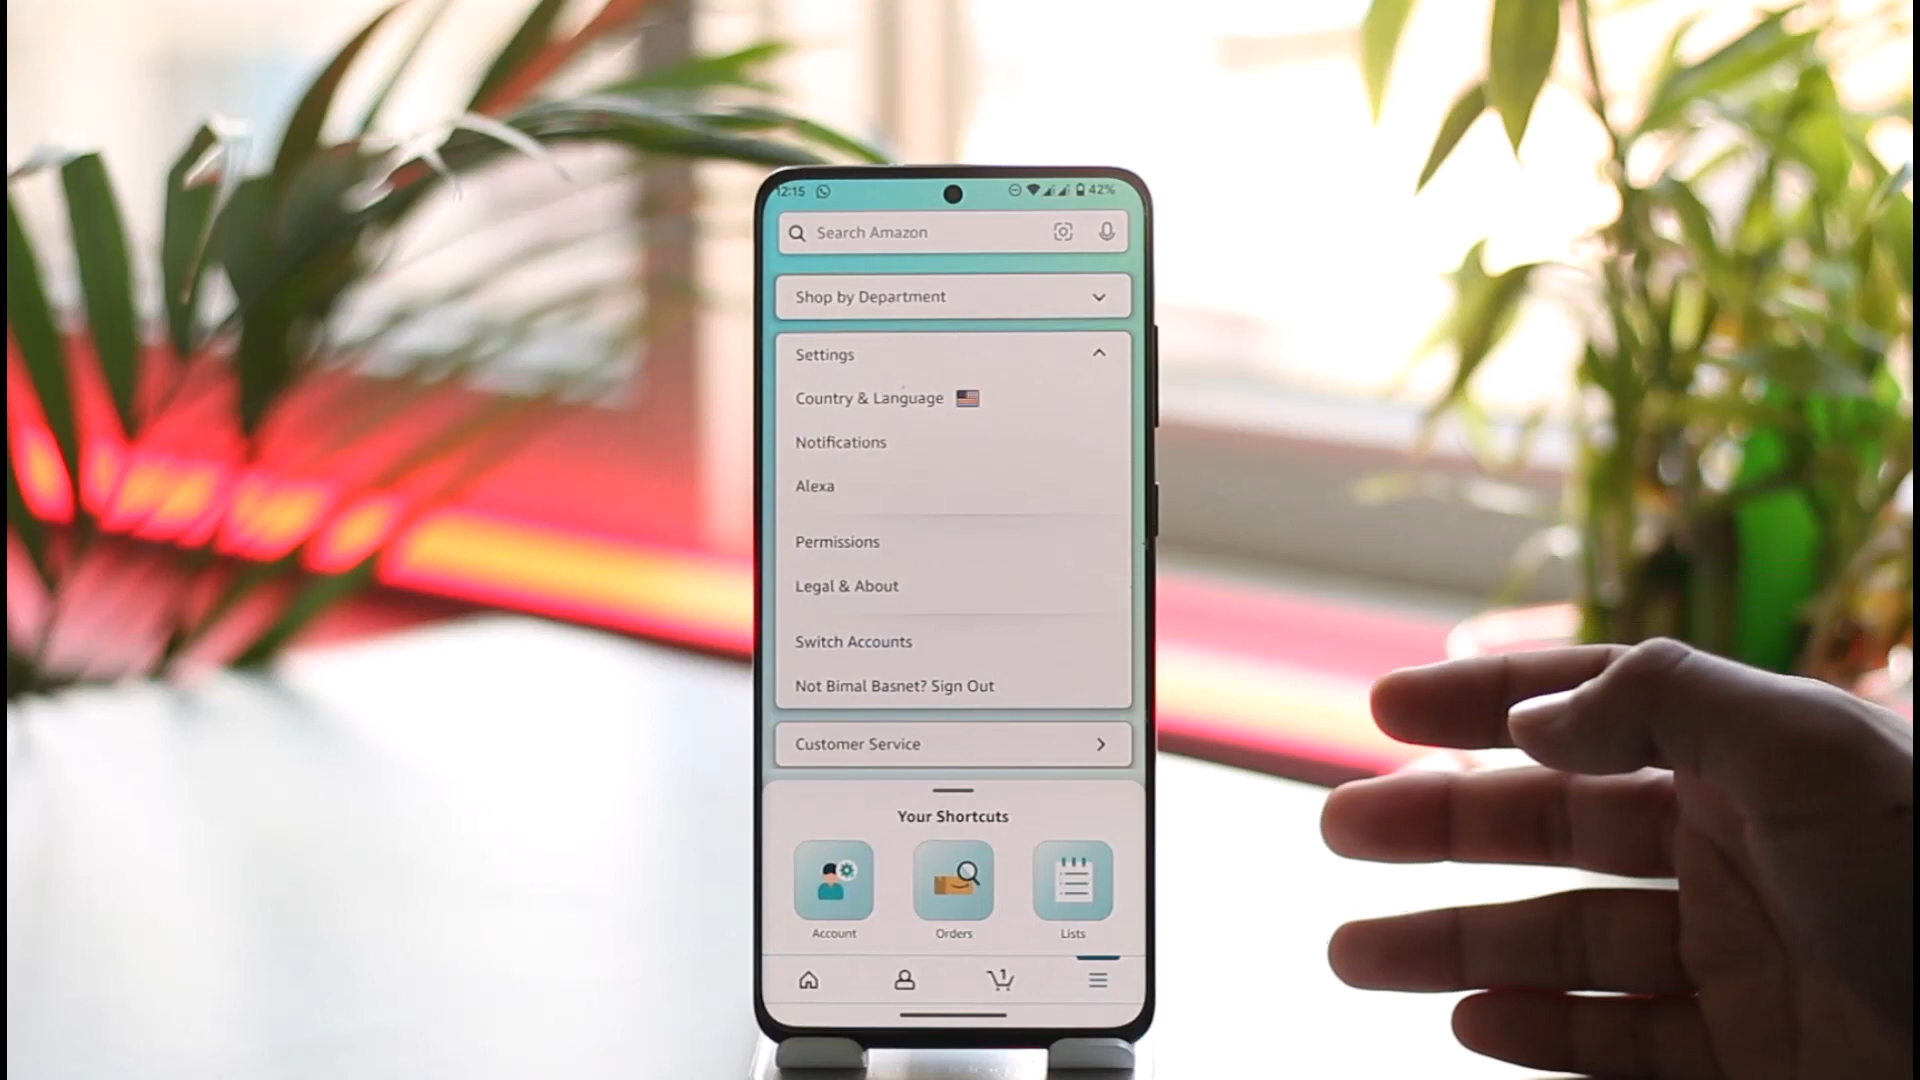 12:15 42%
Search Amazon
Shop by Department
Settings
Country & Language
Notifications
Alexa
Permissions
Legal & About
Switch Accounts
Not Bimal Basnet? Sign Out
Customer Service
Your Shortcuts
Account Orders Lists
1